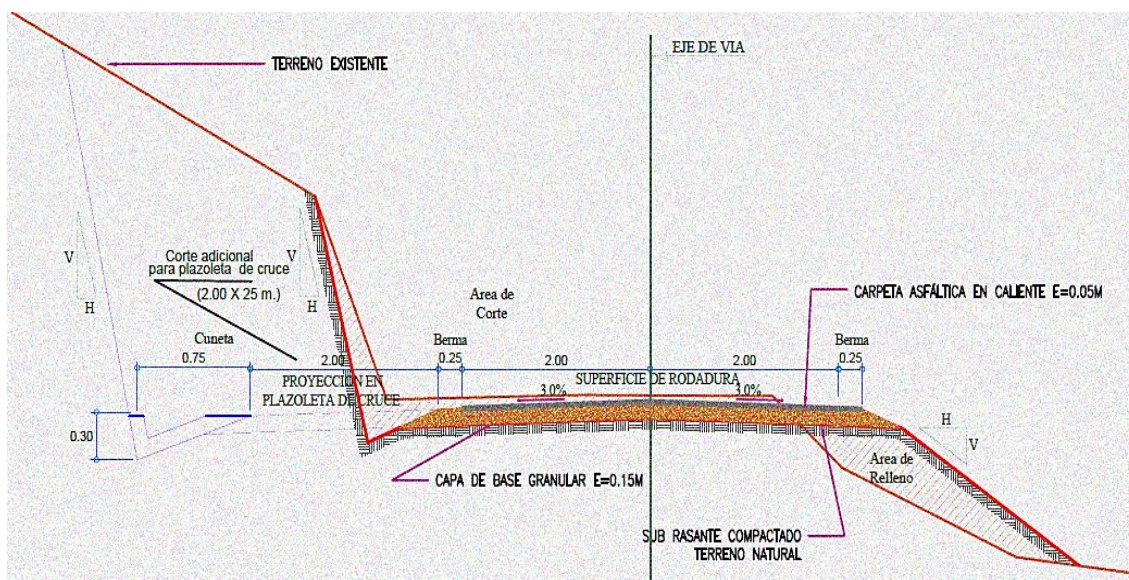 EJE DE VIA
TERRENO EXISTENTE
V
H
Corte adicional
para plazoleta de cruce
(2.00 X 25 m.)
V
H
Area de
Corte
CARPETA ASFÁLTICA EN CALIENTE E=0.05M
Cuneta
Berma
Berma
0.75
2.00
0.25
2.00
2.00
0.25
PROYECCION EN
PLAZOLETA DE CRUCE
SUPERFICIE DE RODADURA
3.0%
3.0%
0.30
H
V
Area de
Relleno
CAPA DE BASE GRANULAR E=0.15M
SUB RASANTE COMPACTADO
TERRENO NATURAL